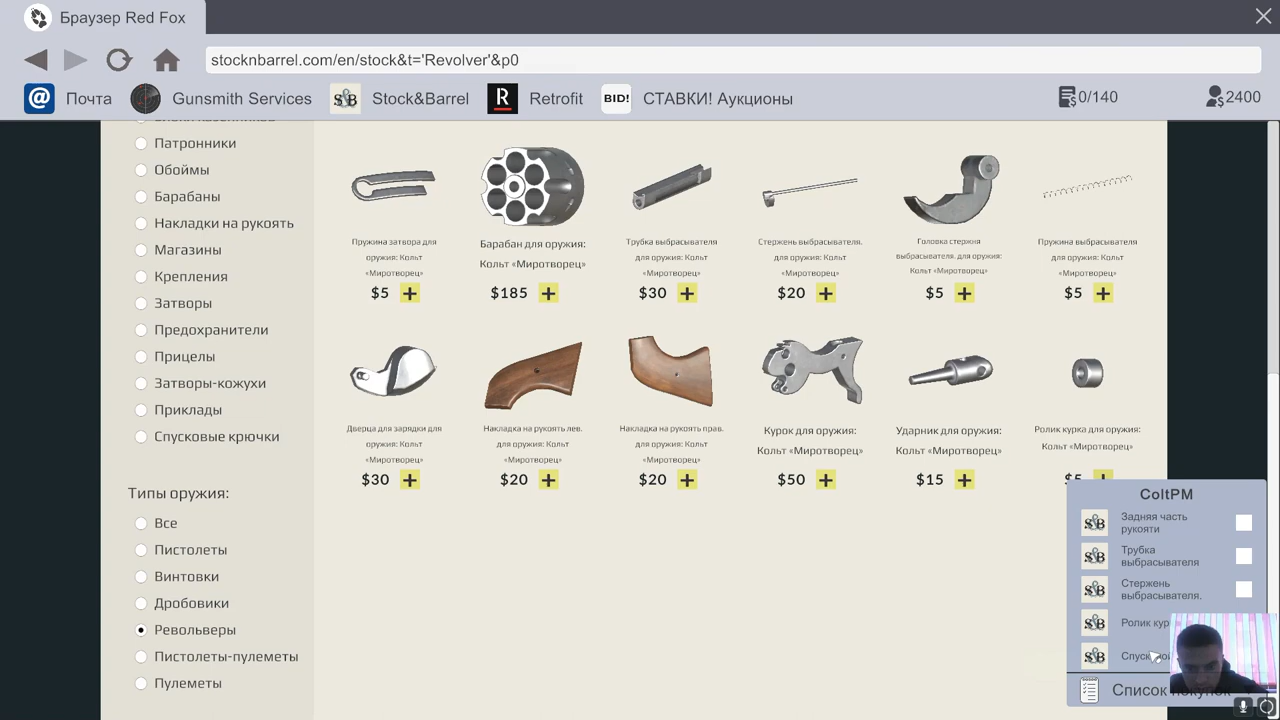 Браузер Red Fox
stocknbarrel.com/en/stock&t='Revolver'&p0
@ Почта
Gunsmith Services
S&B Stock&Barrel
R Retrofit
BID! СТАВКИ! Аукционы
0/140
2400
Патронники
Обоймы
Барабаны
Накладки на рукоять
Магазины
Крепления
Затворы
Предохранители
Прицелы
Затворы-кожухи
Приклады
Спусковые крючки
Типы оружия:
Все
Пистолеты
Винтовки
Дробовики
Револьверы
Пистолеты-пулеметы
Пулеметы
Пружина затвора для
оружия: Кольт
«Миротворец»
$5 +
Барабан для оружия:
Кольт «Миротворец»
$185 +
Трубка выбрасывателя
для оружия: Кольт
«Миротворец»
$30 +
Стержень выбрасывателя.
для оружия: Кольт
«Миротворец»
$20 +
Головка стержня
выбрасывателя. для оружия:
Кольт «Миротворец»
$5 +
Пружина выбрасывателя
для оружия: Кольт
«Миротворец»
$5 +
Дверца для зарядки для
оружия: Кольт
«Миротворец»
$30 +
Накладка на рукоять лев.
для оружия: Кольт
«Миротворец»
$20 +
Накладка на рукоять прав.
для оружия: Кольт
«Миротворец»
$20 +
Курок для оружия:
Кольт «Миротворец»
$50 +
Ударник для оружия:
Кольт «Миротворец»
$15 +
Ролик курка для оружия:
Кольт «Миротворец»
$5 +
ColtPM
S&B Задняя часть
рукояти
S&B Трубка
выбрасывателя
S&B Стержень
выбрасывателя.
S&B Ролик
S&B
Список покупок